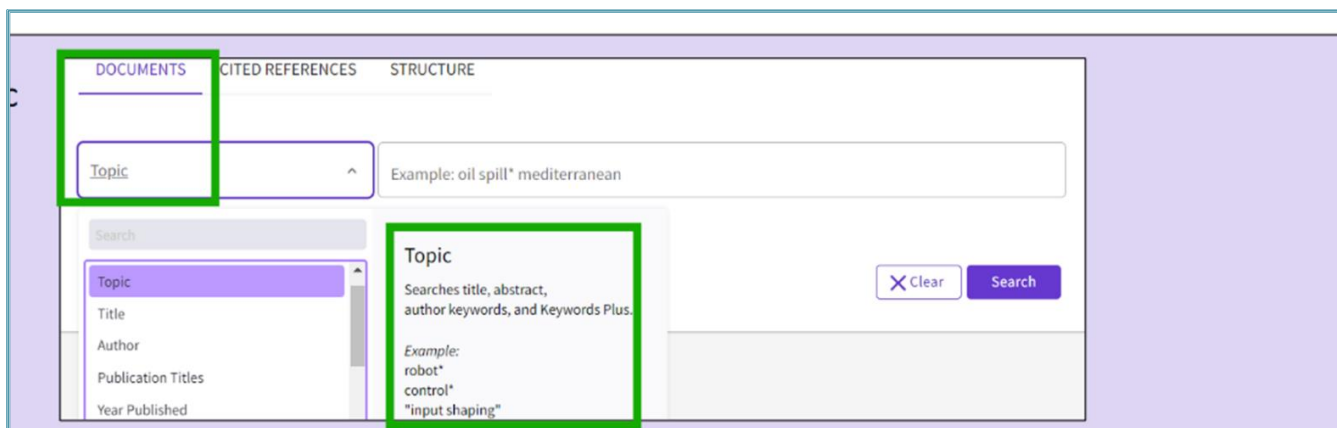 DOCUMENTS CITED REFERENCES STRUCTURE
Topic Example: oil spill* mediterranean
Search
Topic
Title
Author
Publication Titles
Year Published
Topic
Searches title, abstract,
author keywords, and Keywords Plus.
Example:
robot*
control*
"input shaping"
Clear Search